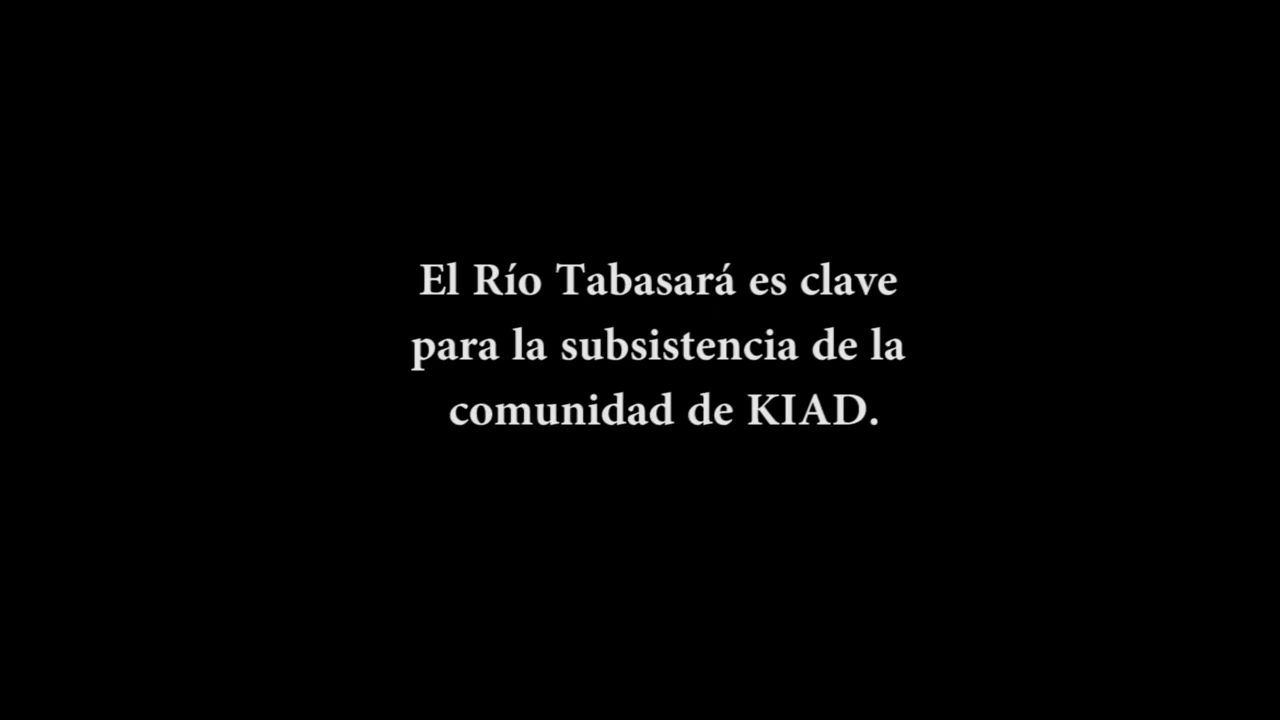 El Río Tabasará es clave
para la subsistencia de la
comunidad de KIAD.